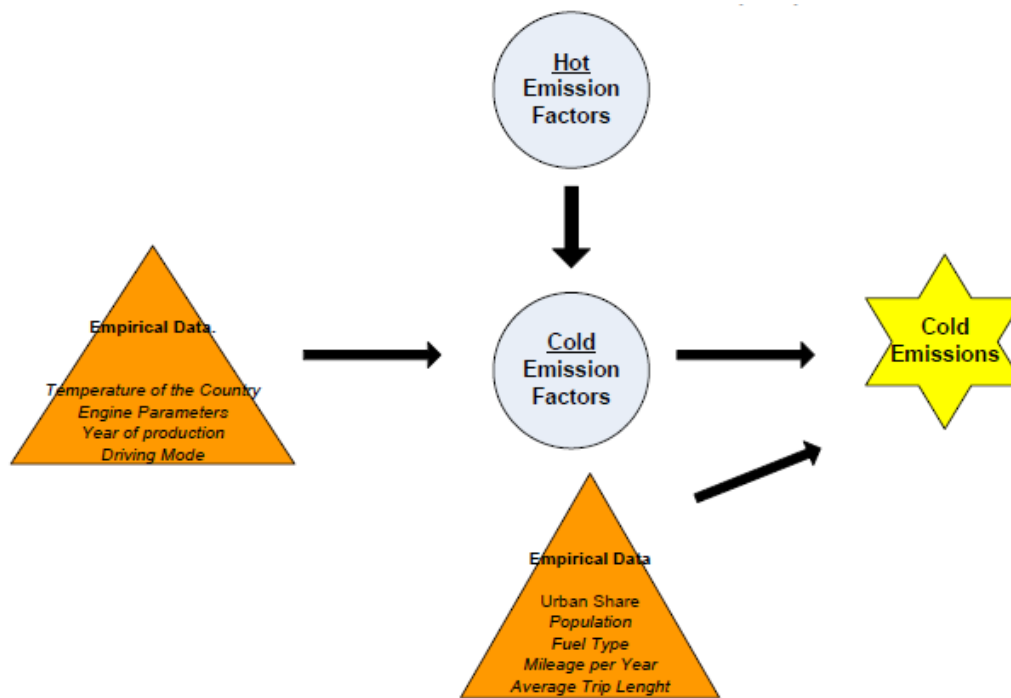 Hot
Emission
Factors
Empirical Data.
Temperature of the Country
Engine Parameters
Year of production
Driving Mode
Cold
Emission
Factors
Cold
Emissions
Empirical Data
Urban Share
Population
Fuel Type
Mileage per Year
Average Trip Lenght